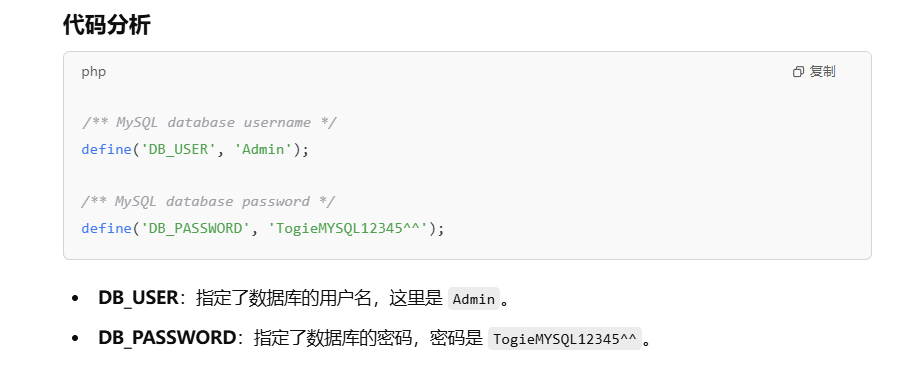 代码分析
php
复制
/** MySQL database username */
define('DB_USER', 'Admin');
/** MySQL database password */
define('DB_PASSWORD', 'TogieMYSQL12345^^');
• DB_USER：指定了数据库的用户名，这里是 Admin。
• DB_PASSWORD：指定了数据库的密码，密码是 TogieMYSQL12345^^。